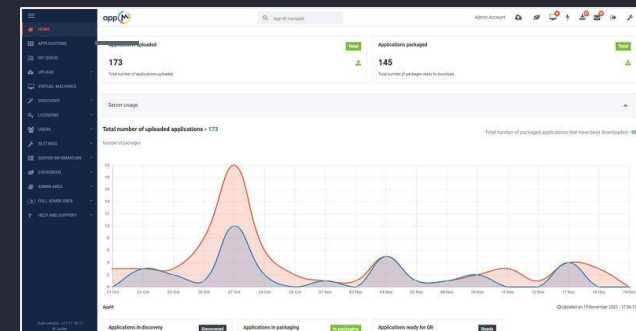 appM
App ID navigate
Admin Account
HOME
APPLICATIONS
MY QUEUE
UPLOAD
VIRTUAL MACHINES
DISCOVERY
LICENSING
USERS
SETTINGS
SERVER INFORMATION
EVERGREEN
ADMIN AREA
FULL ADMIN AREA
HELP AND SUPPORT
Applications uploaded
Total
173
Total number of applications uploaded
Applications packaged
Total
145
Total number of packages ready to download
Server usage
Total number of uploaded applications - 173
Total number of packaged applications that have been downloaded - 98
Number of packages
20
18
16
14
12
10
8
6
4
2
0
21 Oct 22 Oct 25 Oct 26 Oct 27 Oct 28 Oct 29 Oct 01 Nov 03 Nov 04 Nov 05 Nov 08 Nov 10 Nov 11 Nov 12 Nov 17 Nov 18 Nov 19 Nov
AppM
Updated on 19 November 2021 - 17:06:11
Applications in discovery
Discovered
Applications in packaging
In packaging
Applications ready for QR
Ready